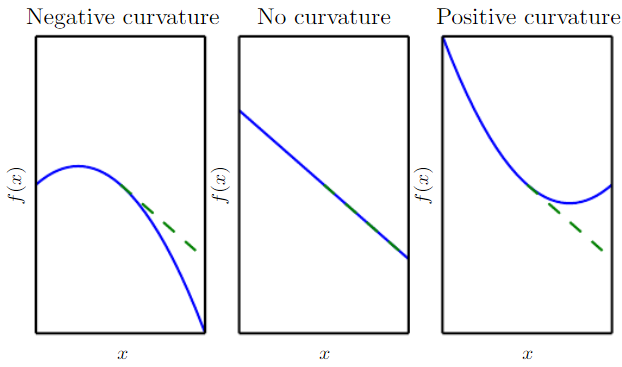 Negative curvature
No curvature
Positive curvature
f(x)
f(x)
f(x)
x
x
x